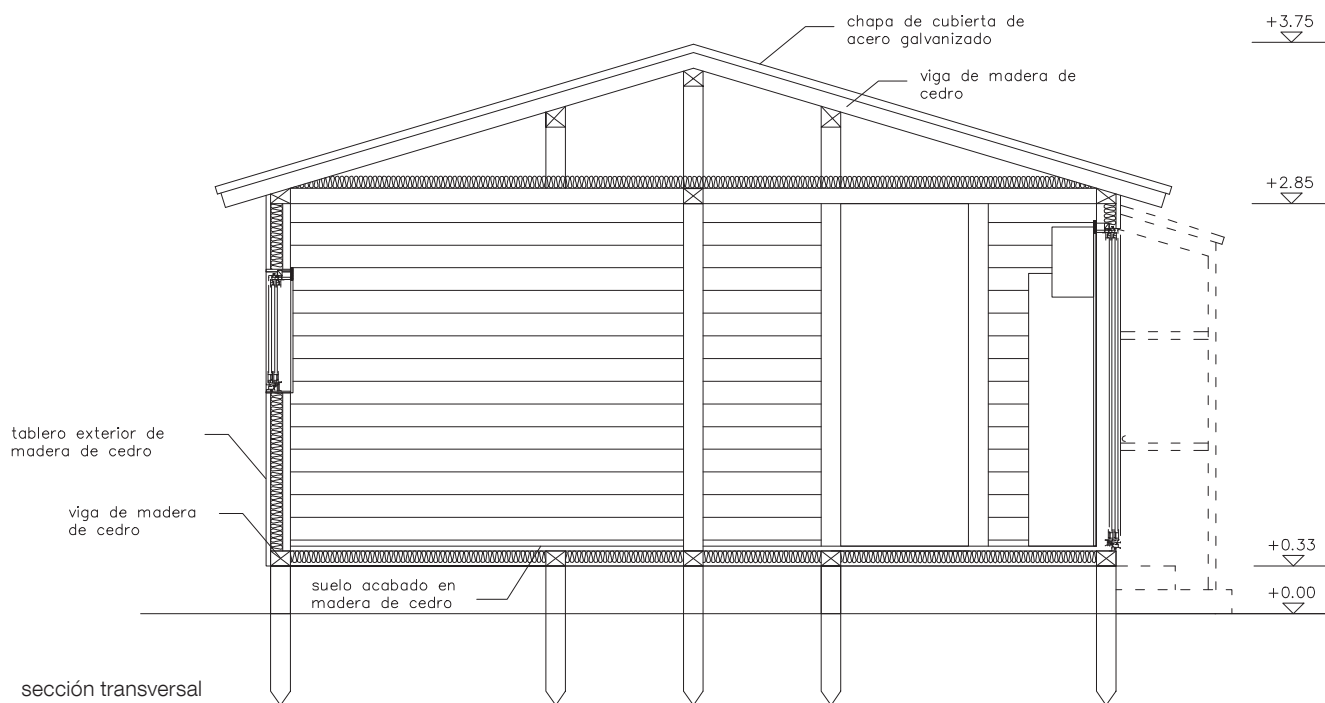 chapa de cubierta de
acero galvanizado
+3.75
viga de madera de
cedro
+2.85
tablero exterior de
madera de cedro
viga de madera
de cedro
suelo acabado en
madera de cedro
+0.33
+0.00
sección transversal